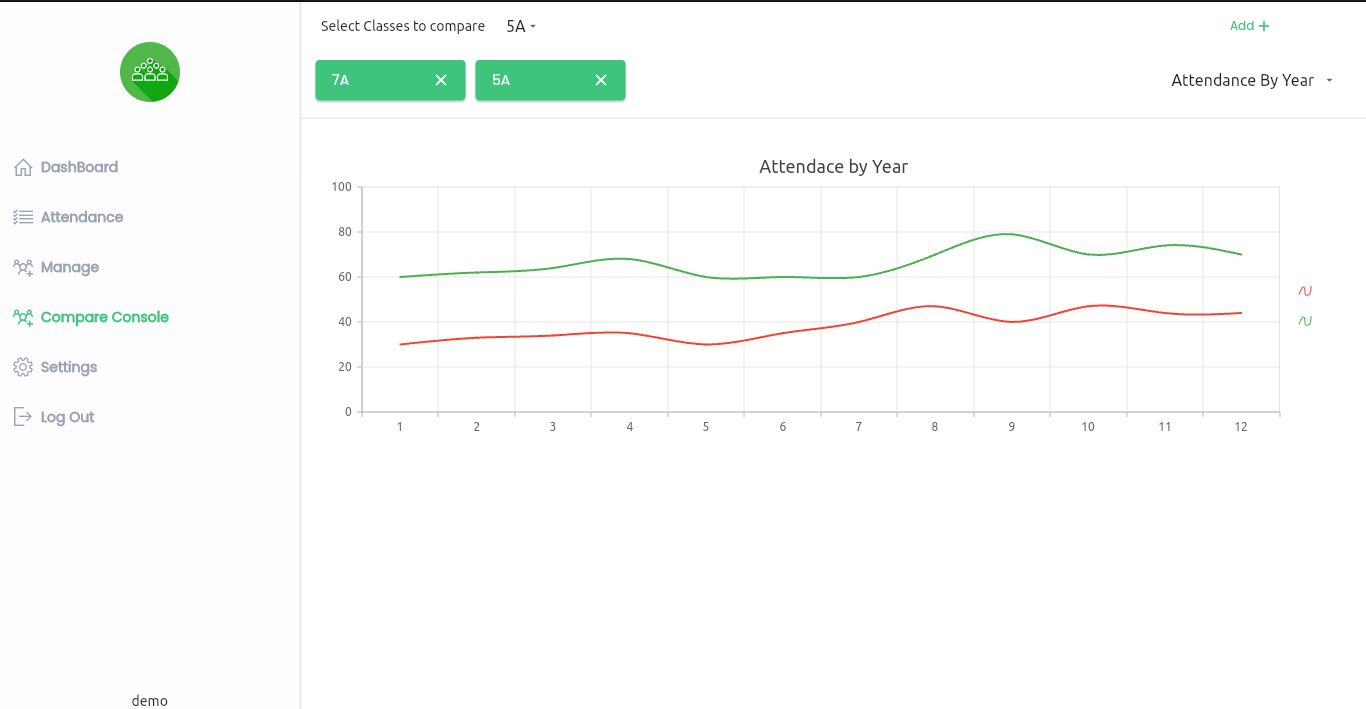 Select Classes to compare 5A
Add
7A 5A
Attendance By Year
DashBoard
Attendance
Manage
Compare Console
Settings
Log Out
demo
Attendace by Year
100
80
60
40
20
0
1 2 3 4 5 6 7 8 9 10 11 12